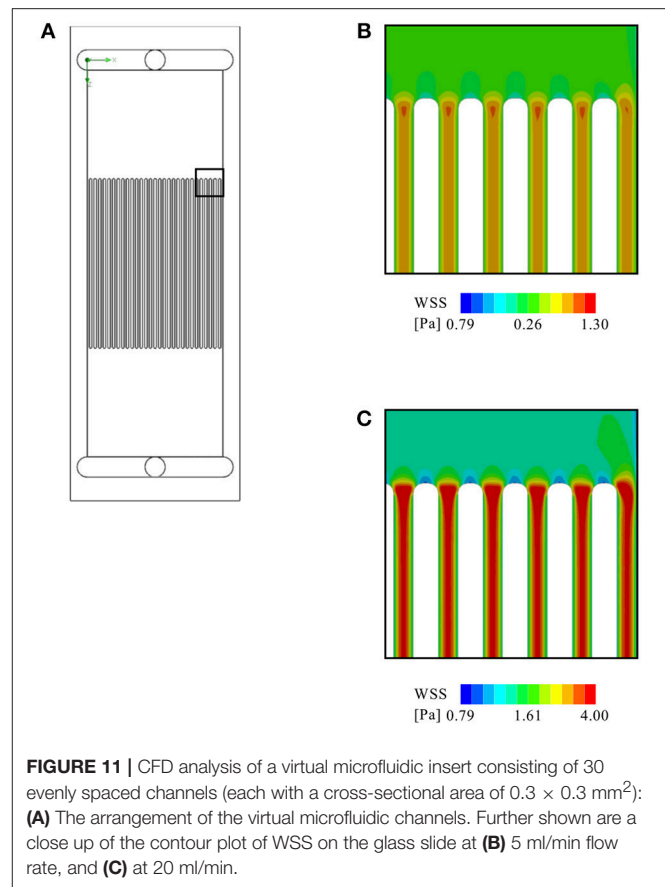 A
X
Z
B
WSS
[Pa] 0.79 0.26 1.30
C
WSS
[Pa] 0.79 1.61 4.00
FIGURE 11 | CFD analysis of a virtual microfluidic insert consisting of 30
evenly spaced channels (each with a cross-sectional area of 0.3 × 0.3 mm²):
(A) The arrangement of the virtual microfluidic channels. Further shown are a
close up of the contour plot of WSS on the glass slide at (B) 5 ml/min flow
rate, and (C) at 20 ml/min.